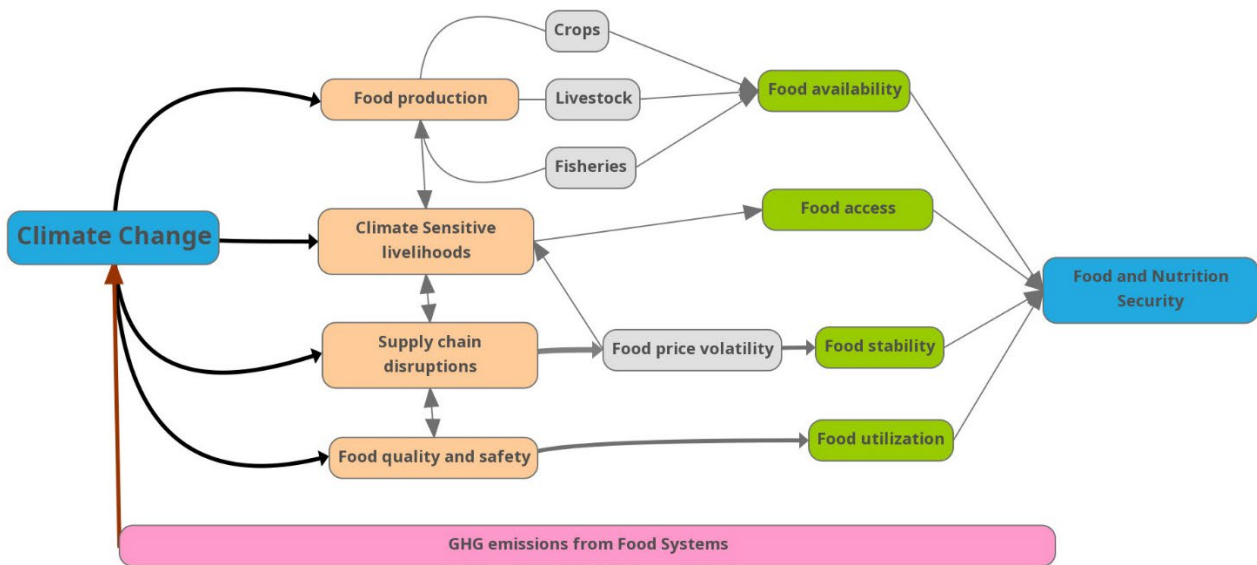 Crops
Food production
Livestock
Food availability
Fisheries
Climate Change
Climate Sensitive
livelihoods
Food access
Food and Nutrition
Security
Supply chain
disruptions
Food price volatility
Food stability
Food quality and safety
Food utilization
GHG emissions from Food Systems